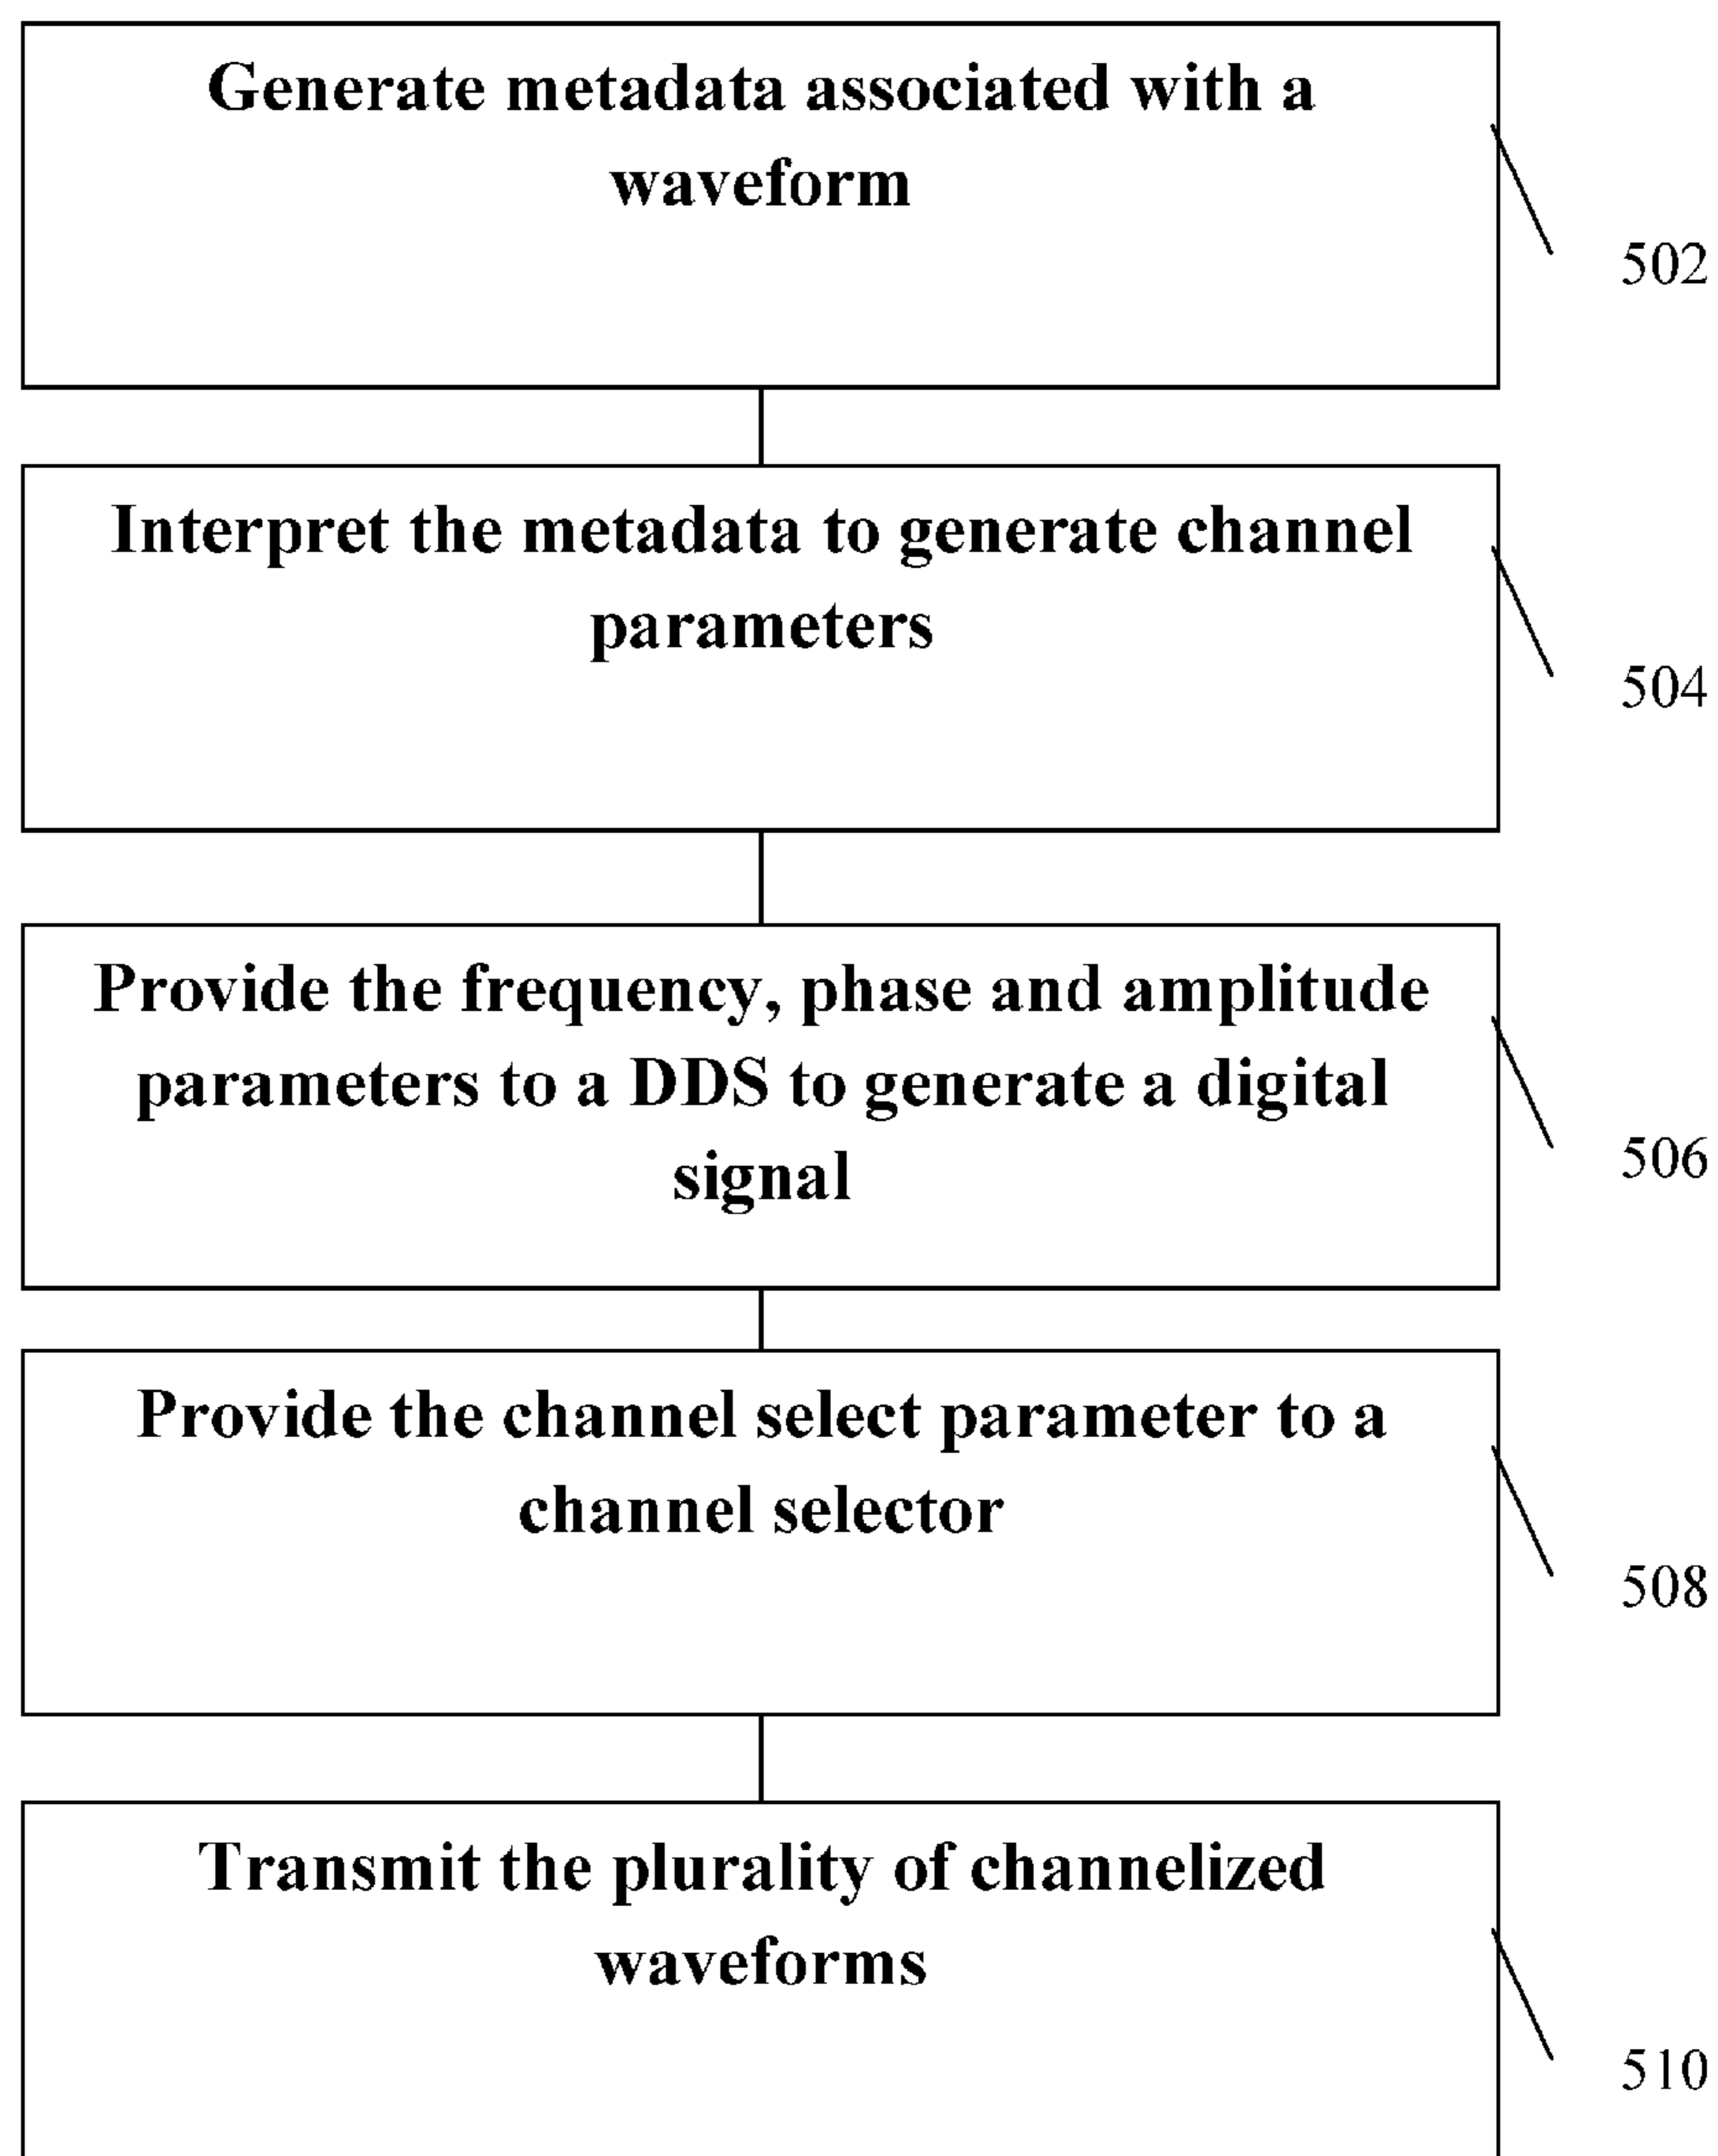 Generate metadata associated with a
waveform
502
Interpret the metadata to generate channel
parameters
504
Provide the frequency, phase and amplitude
parameters to a DDS to generate a digital
signal
506
Provide the channel select parameter to a
channel selector
508
Transmit the plurality of channelized
waveforms
510